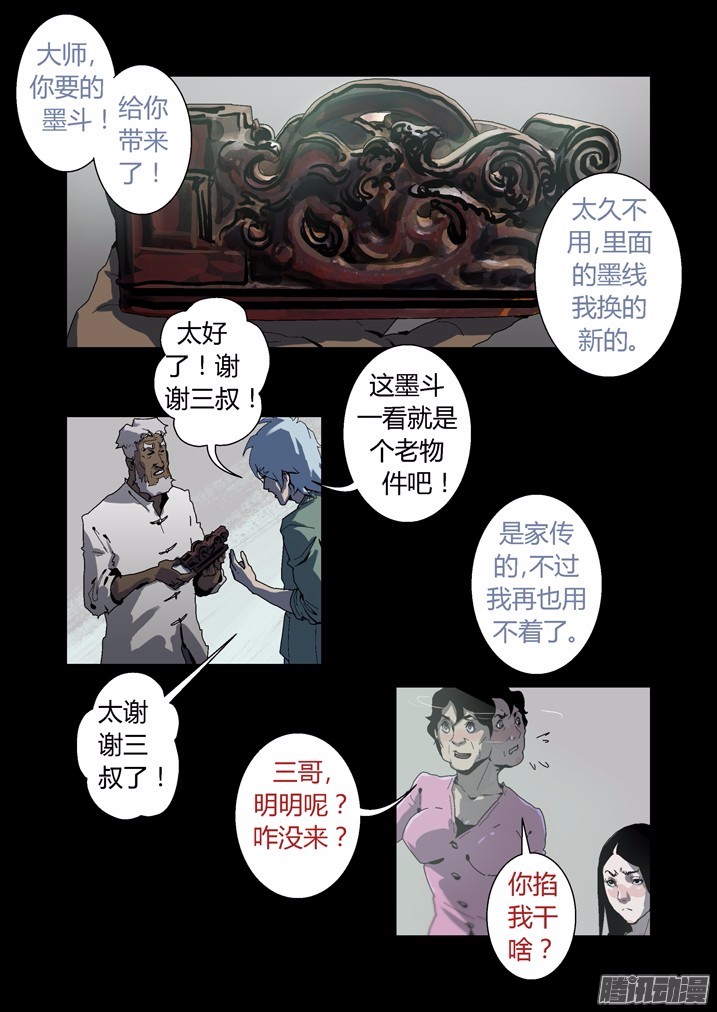 大师，
你要的
墨斗！
给你
带来
了！
太久不
用，里面
的墨线
我换的
新的。
太好
了！谢
谢三叔！
这墨斗
一看就是
个老物
件吧！
是家传
的，不过
我再也用
不着了。
太谢
谢三
叔了！
三哥，
明明呢？
咋没来？
你掐
我干
啥？
腾讯动漫